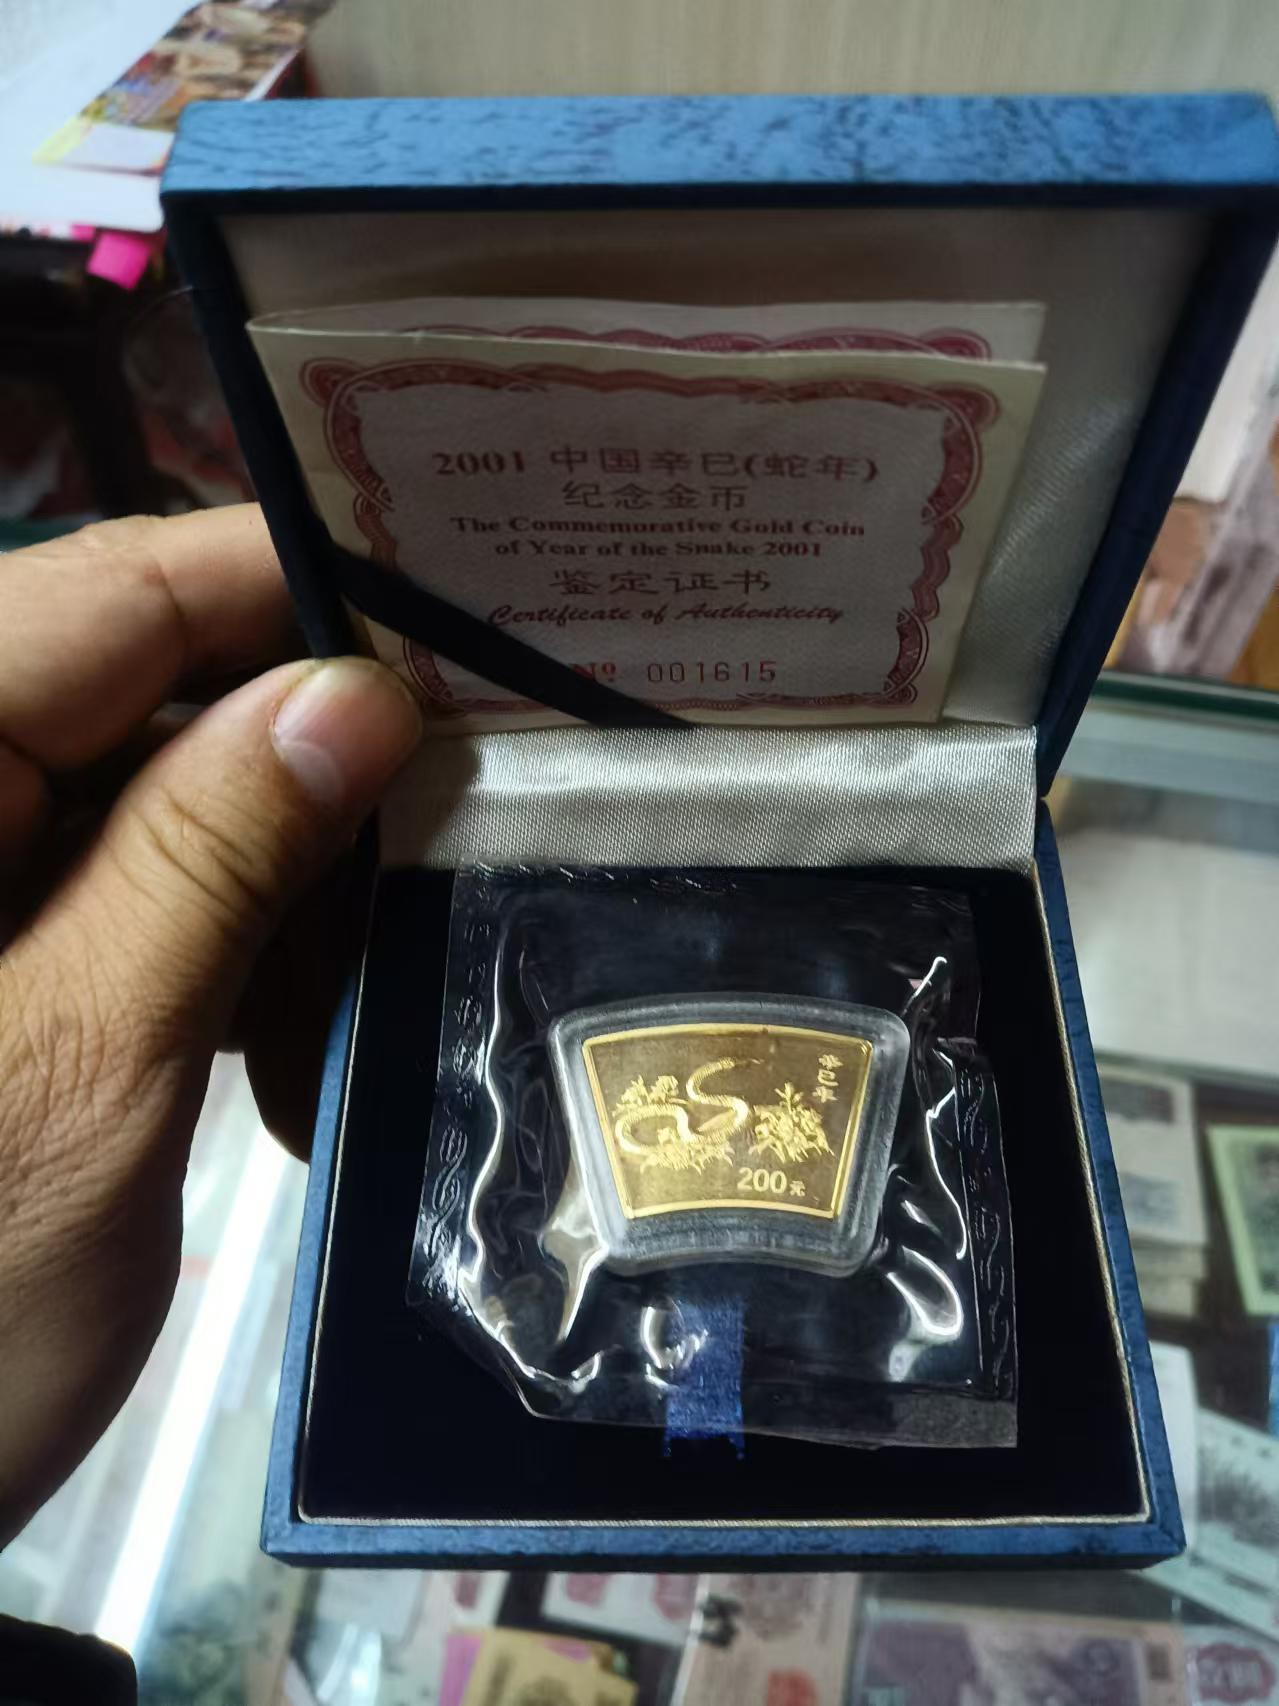 2001 中国辛巳(蛇年)
纪念金币
The Commemorative Gold Coin
of Year of the Snake 2001
鉴定证书
Certificate of Authenticity
Nº 001615
辛巳年
200元